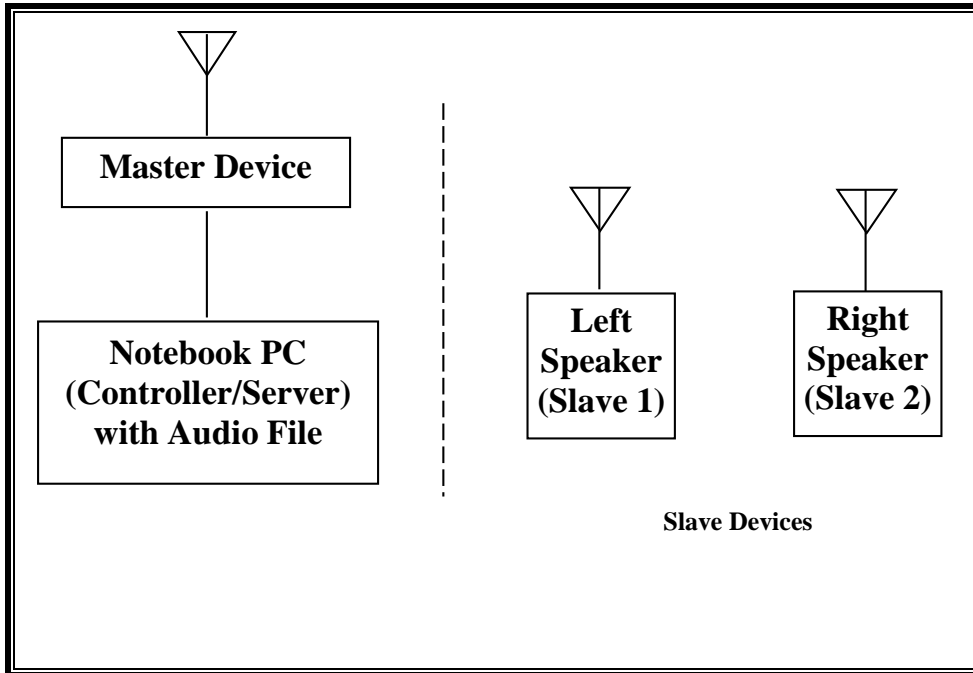 Master Device
Notebook PC
(Controller/Server)
with Audio File
Left
Speaker
(Slave 1)
Right
Speaker
(Slave 2)
Slave Devices